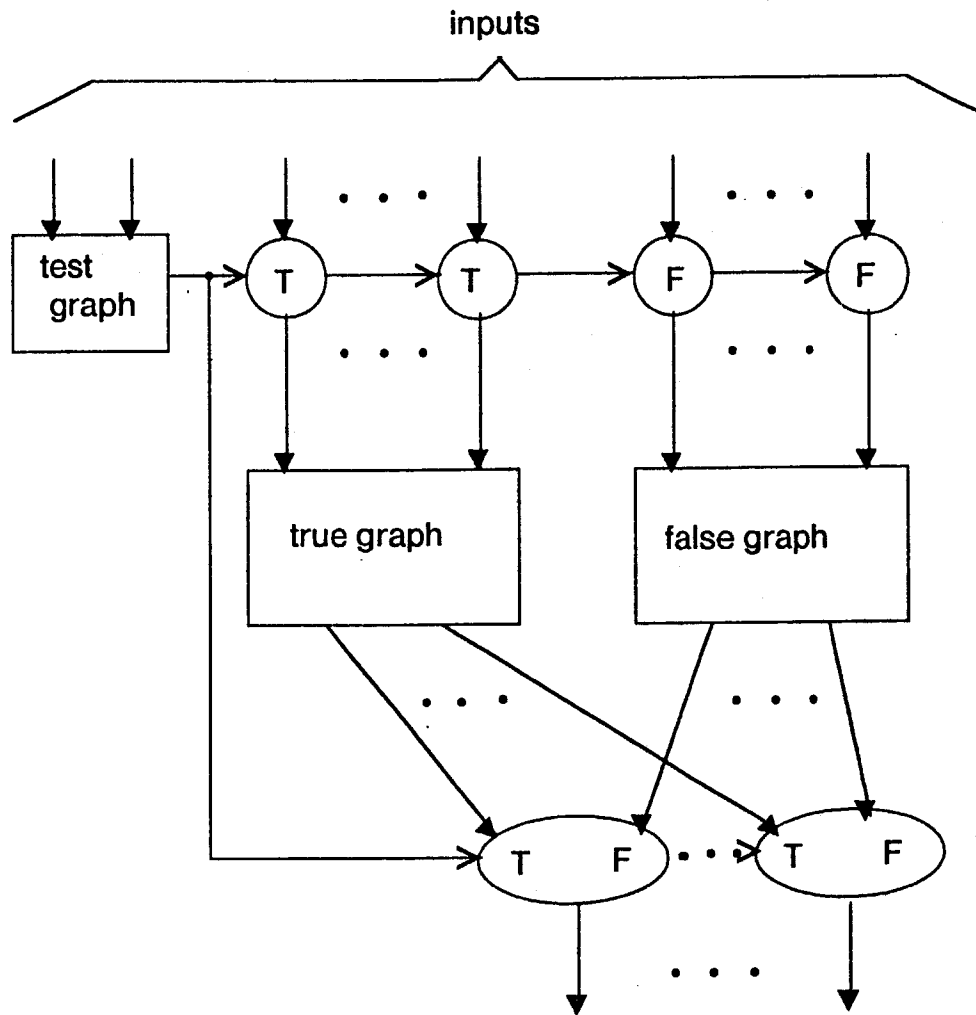 inputs
test
graph
T
T
F
F
true graph
false graph
T F
T F